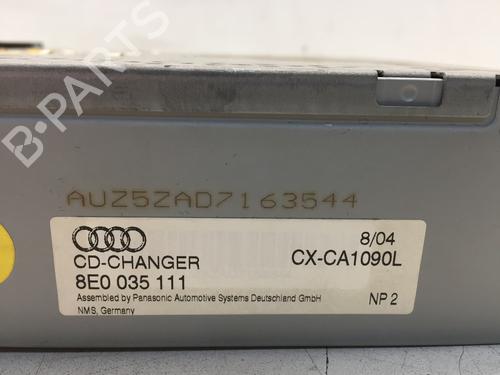 B-PARTS
AUZ5ZAD7163544
8/04
CD-CHANGER CX-CA1090L
8E0 035 111
Assembled by Panasonic Automotive Systems Deutschland GmbH NP 2
NMS, Germany